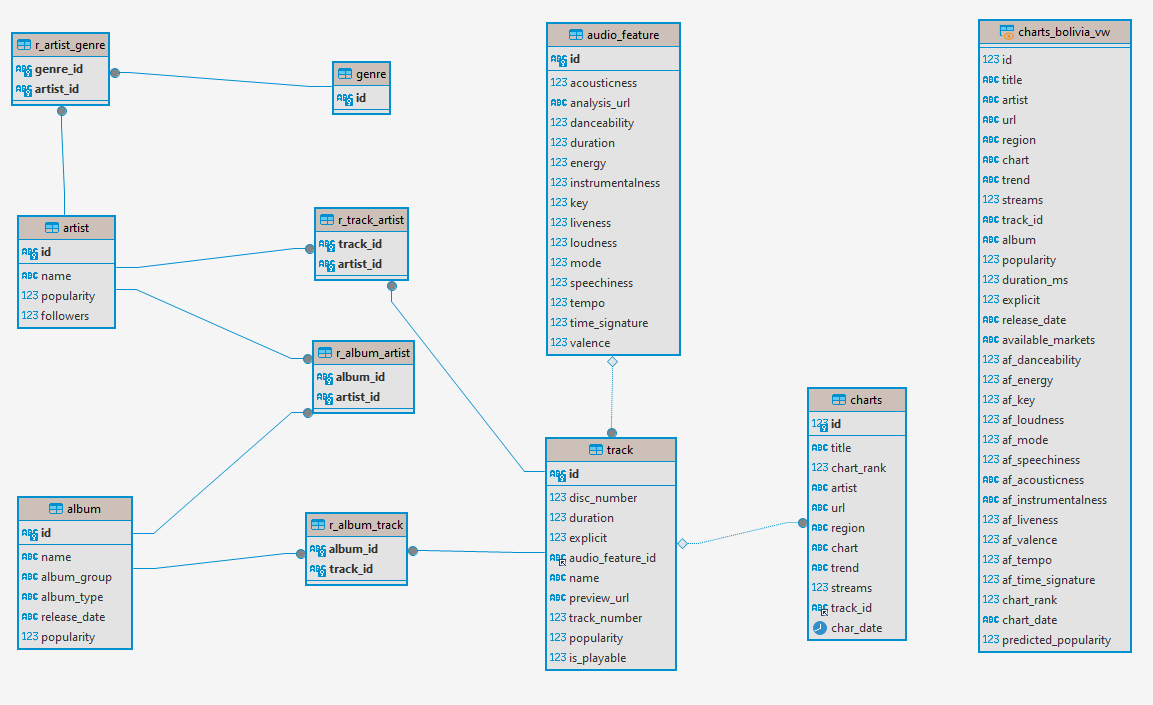 r_artist_genre
ABC genre_id
ABC artist_id
genre
ABC id
artist
ABC id
ABC name
123 popularity
123 followers
r_track_artist
ABC track_id
ABC artist_id
r_album_artist
ABC album_id
ABC artist_id
album
ABC id
ABC name
ABC album_group
ABC album_type
ABC release_date
123 popularity
r_album_track
ABC album_id
ABC track_id
audio_feature
ABC id
123 acousticness
ABC analysis_url
123 danceability
123 duration
123 energy
123 instrumentalness
123 key
123 liveness
123 loudness
123 mode
123 speechiness
123 tempo
123 time_signature
123 valence
track
ABC id
123 disc_number
123 duration
123 explicit
ABC audio_feature_id
ABC name
ABC preview_url
123 track_number
123 popularity
123 is_playable
charts
123 id
ABC title
123 chart_rank
ABC artist
ABC url
ABC region
ABC chart
ABC trend
123 streams
ABC track_id
char_date
charts_bolivia_vw
123 id
ABC title
ABC artist
ABC url
ABC region
ABC chart
ABC trend
123 streams
ABC track_id
ABC album
123 popularity
123 duration_ms
123 explicit
ABC release_date
ABC available_markets
123 af_danceability
123 af_energy
123 af_key
123 af_loudness
123 af_mode
123 af_speechiness
123 af_acousticness
123 af_instrumentalness
123 af_liveness
123 af_valence
123 af_tempo
123 af_time_signature
123 chart_rank
ABC chart_date
123 predicted_popularity